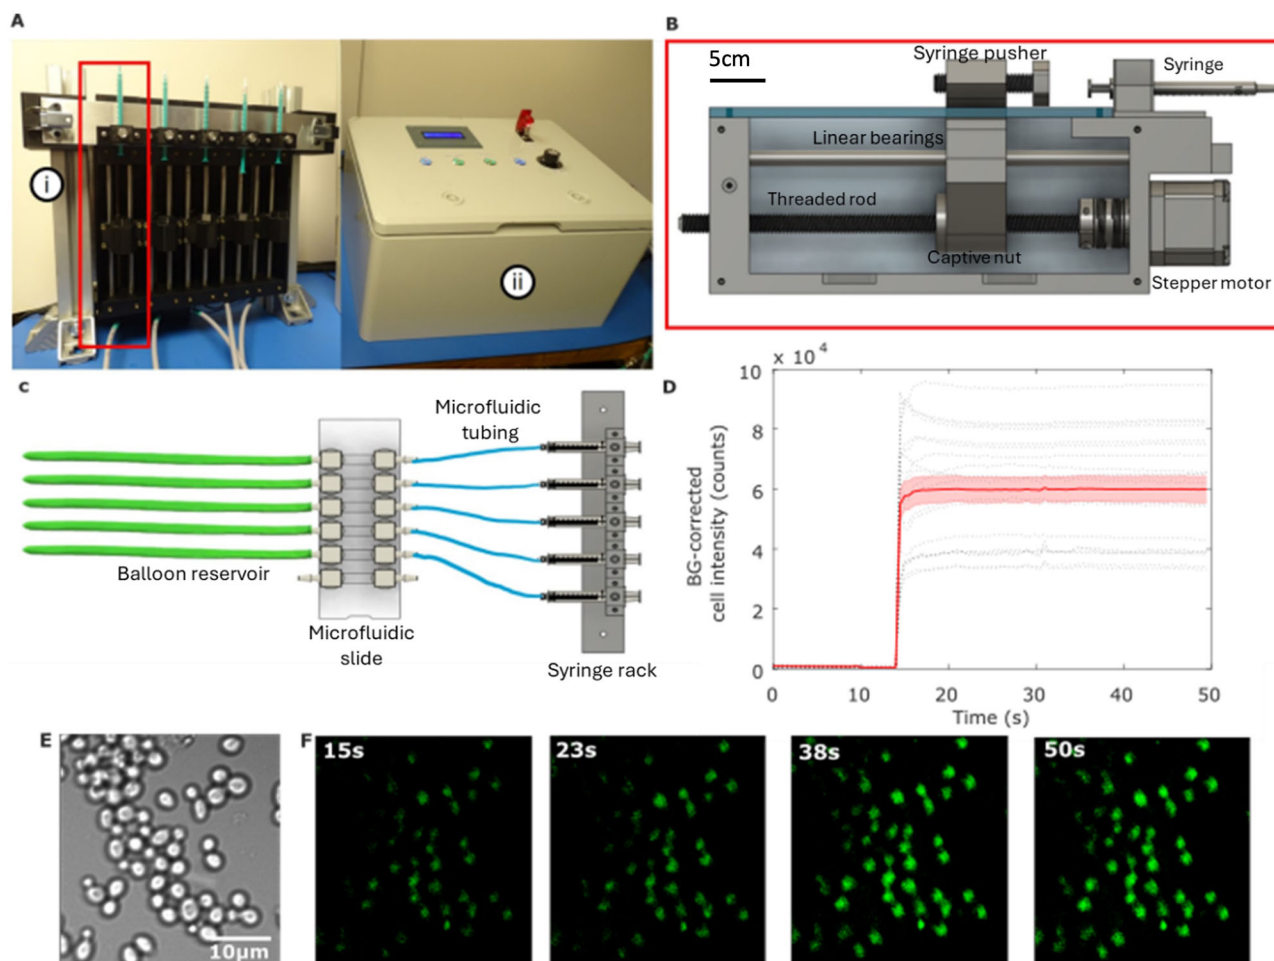 A
i
ii
B
5cm
Syringe pusher
Syringe
Linear bearings
Threaded rod
Captive nut
Stepper motor
C
Microfluidic
tubing
Balloon reservoir
Microfluidic
slide
Syringe rack
D
x 10⁴
10
8
6
4
2
0
BG-corrected
cell intensity (counts)
0 10 20 30 40 50
Time (s)
E
10μm
F
15s
23s
38s
50s